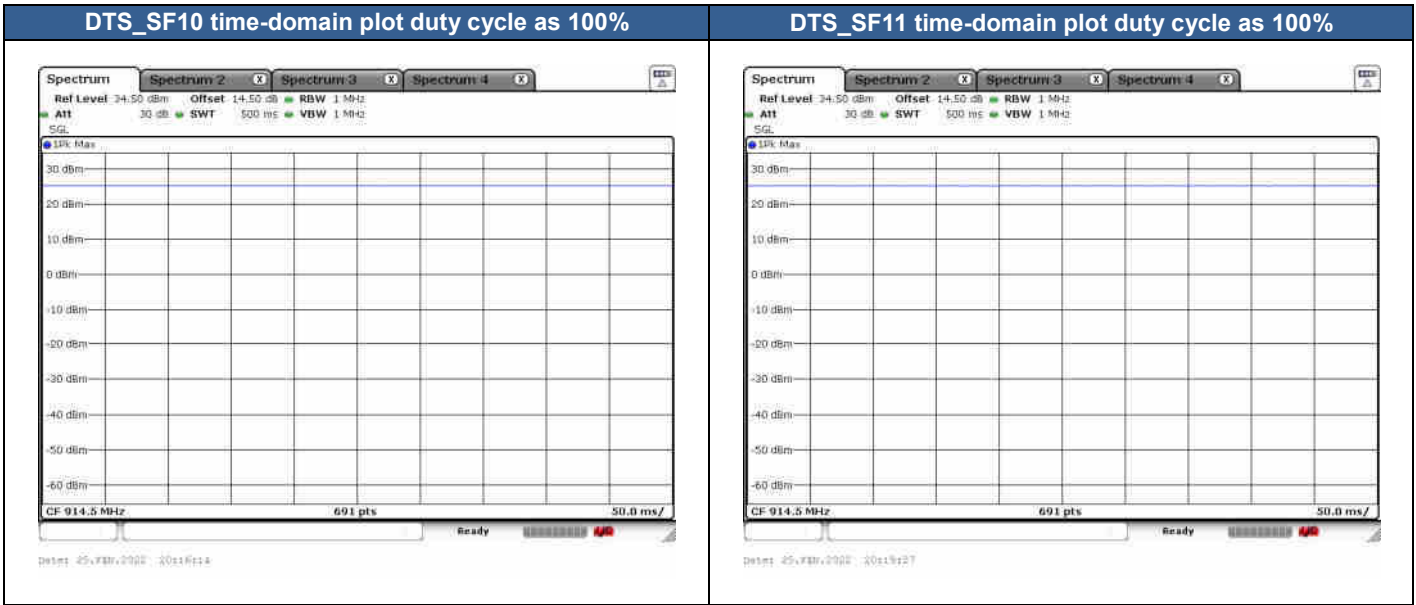 DTS_SF10 time-domain plot duty cycle as 100%
Spectrum Spectrum 2 X Spectrum 3 X Spectrum 4 X
Ref Level 34.50 dBm Offset 14.50 dB RBW 1 MHz
Att 30 dB SWT 500 ms VBW 1 MHz
SGL
1Pk Max
30 dBm
20 dBm
10 dBm
0 dBm
-10 dBm
-20 dBm
-30 dBm
-40 dBm
-50 dBm
-60 dBm
CF 914.5 MHz 691 pts 50.0 ms/
Ready
Date: 20:16:14
DTS_SF11 time-domain plot duty cycle as 100%
Spectrum Spectrum 2 X Spectrum 3 X Spectrum 4 X
Ref Level 34.50 dBm Offset 14.50 dB RBW 1 MHz
Att 30 dB SWT 500 ms VBW 1 MHz
SGL
1Pk Max
30 dBm
20 dBm
10 dBm
0 dBm
-10 dBm
-20 dBm
-30 dBm
-40 dBm
-50 dBm
-60 dBm
CF 914.5 MHz 691 pts 50.0 ms/
Ready
Date: